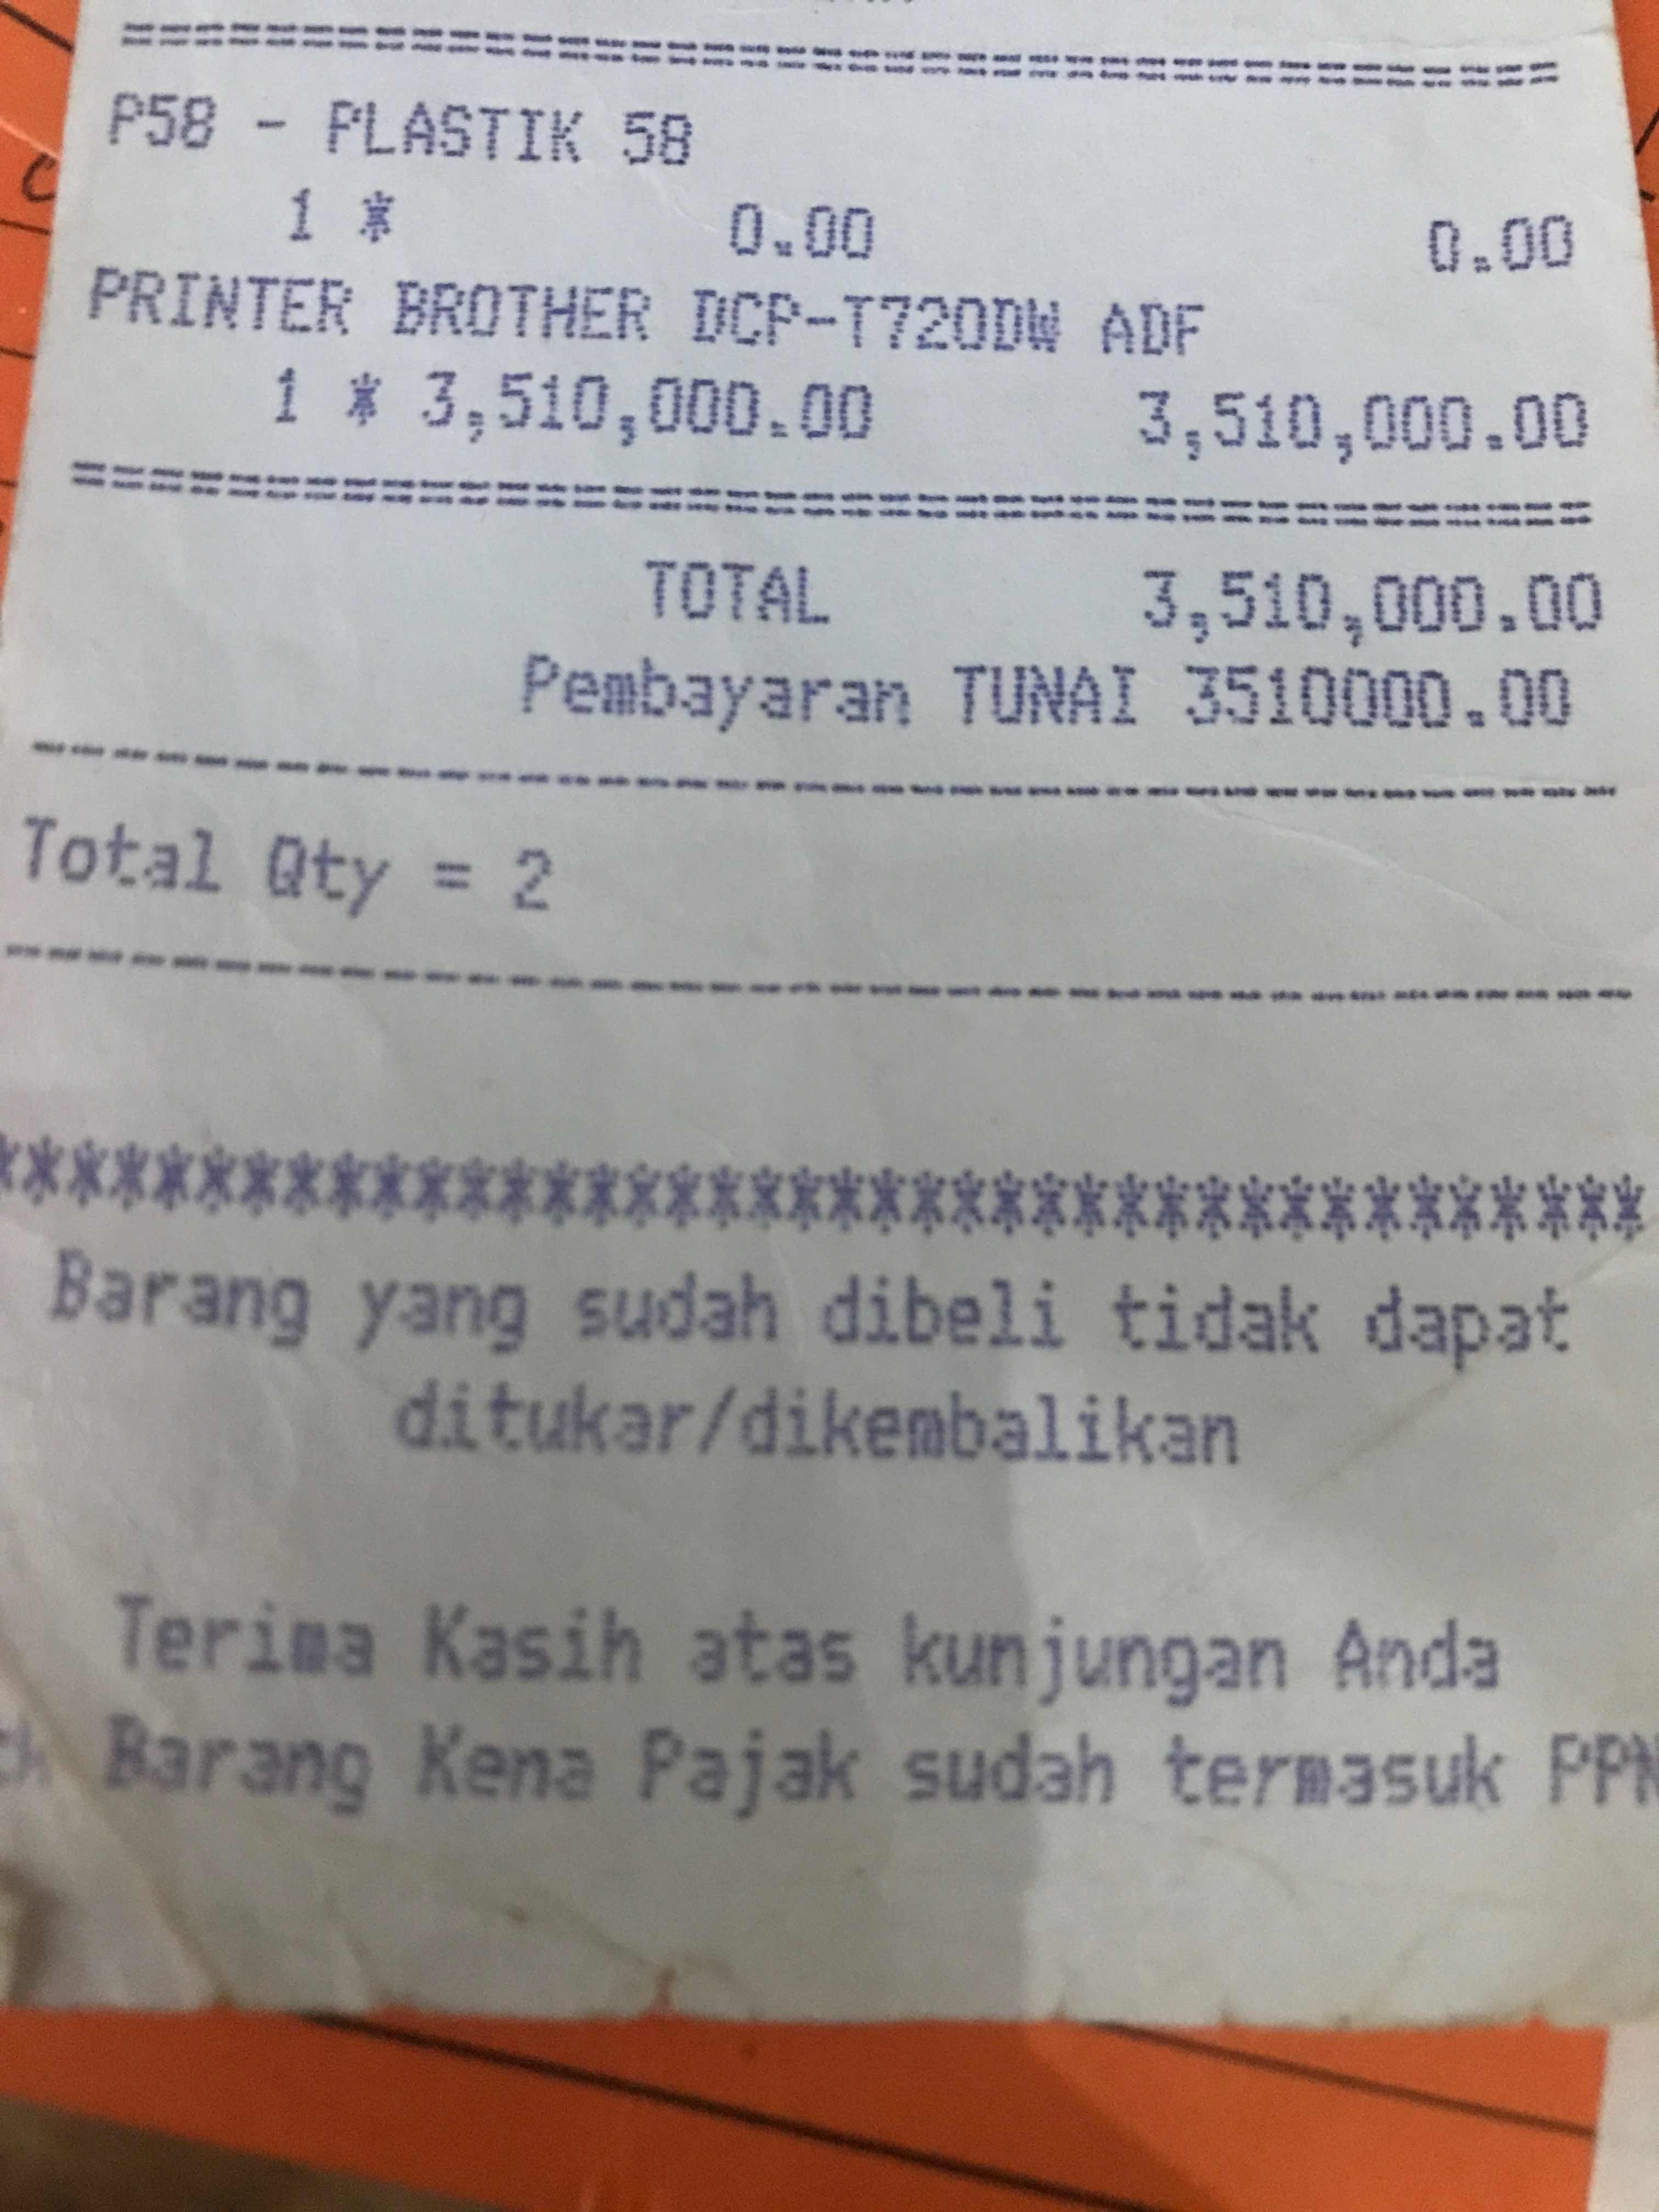 P58 - PLASTIK 58
1 * 0.00 0.00
PRINTER BROTHER DCP-T720DW ADF
1 * 3,510,000.00 3,510,000.00
TOTAL 3,510,000.00
Pembayaran TUNAI 3510000.00
Total Qty = 2
****************************************
Barang yang sudah dibeli tidak dapat
ditukar/dikembalikan
Terima Kasih atas kunjungan Anda
Barang Kena Pajak sudah termasuk PPN